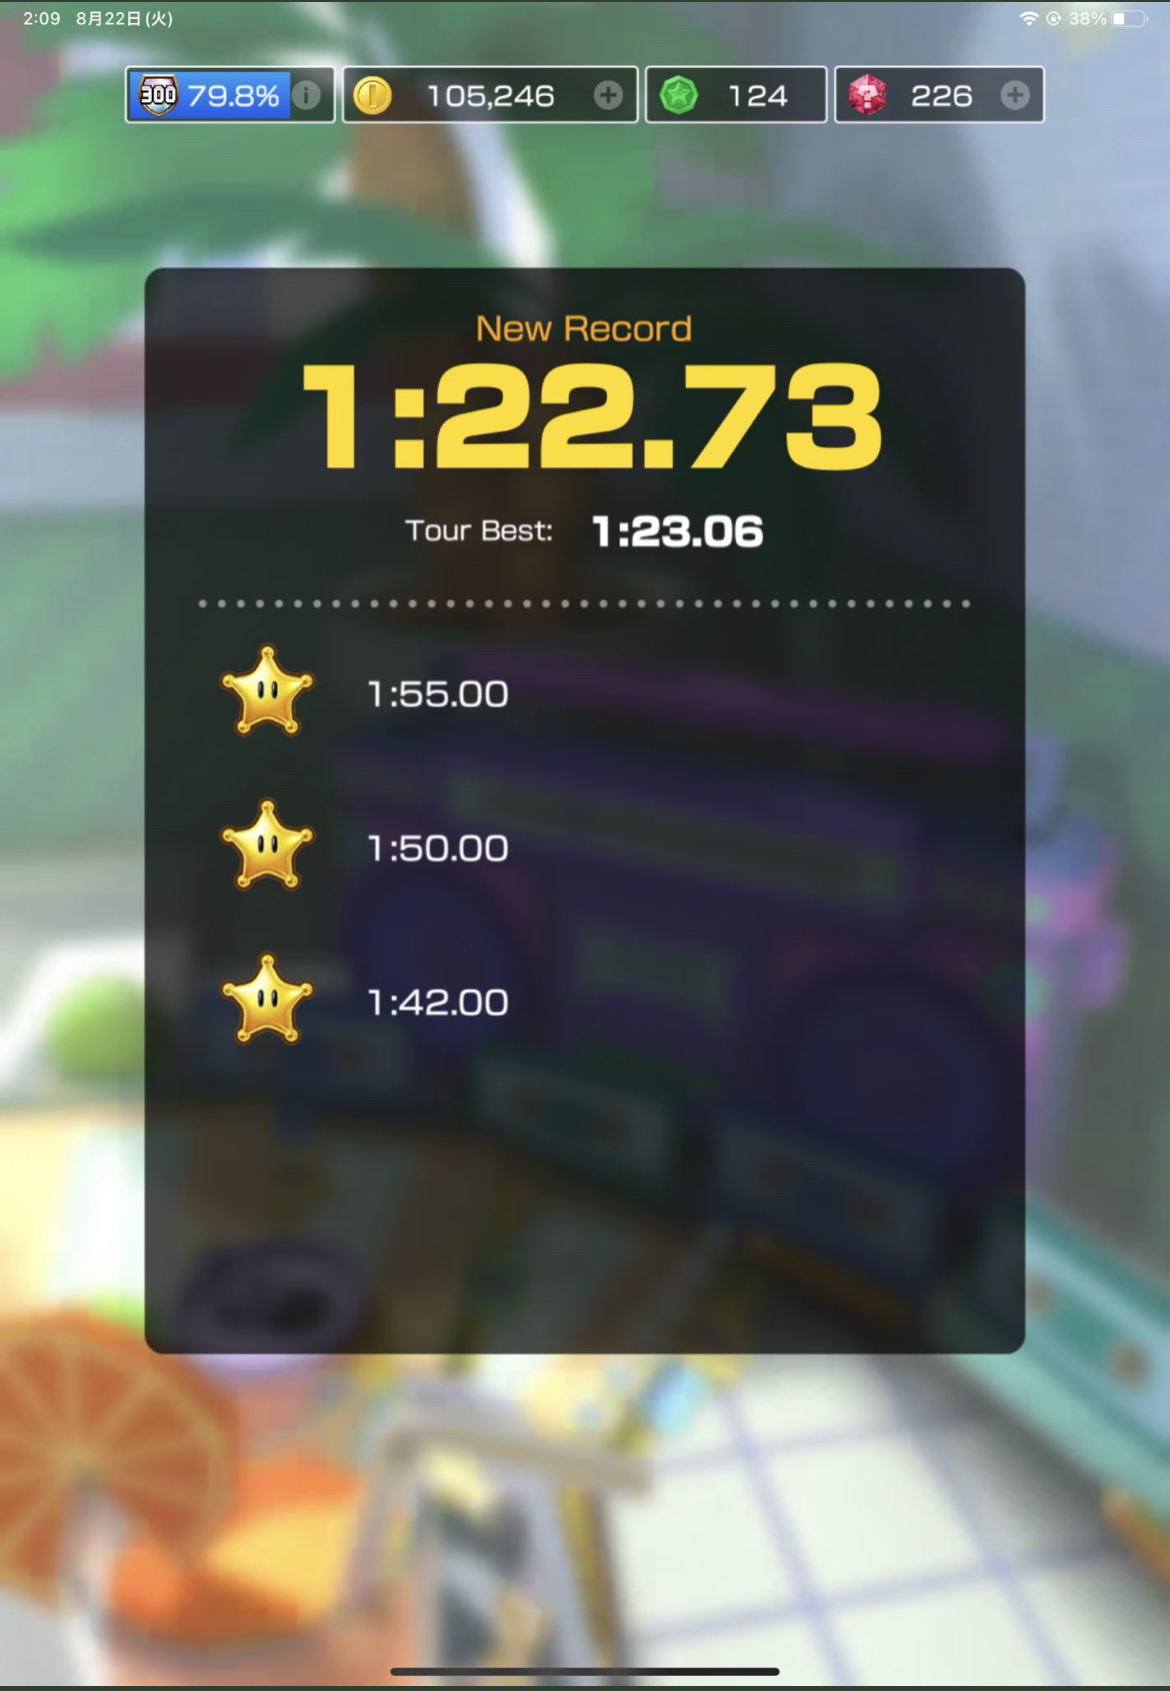 2:09 8月22日(火) 38%
300 79.8% i 105,246 + 124 ? 226 +
New Record
1:22.73
Tour Best: 1:23.06
1:55.00
1:50.00
1:42.00